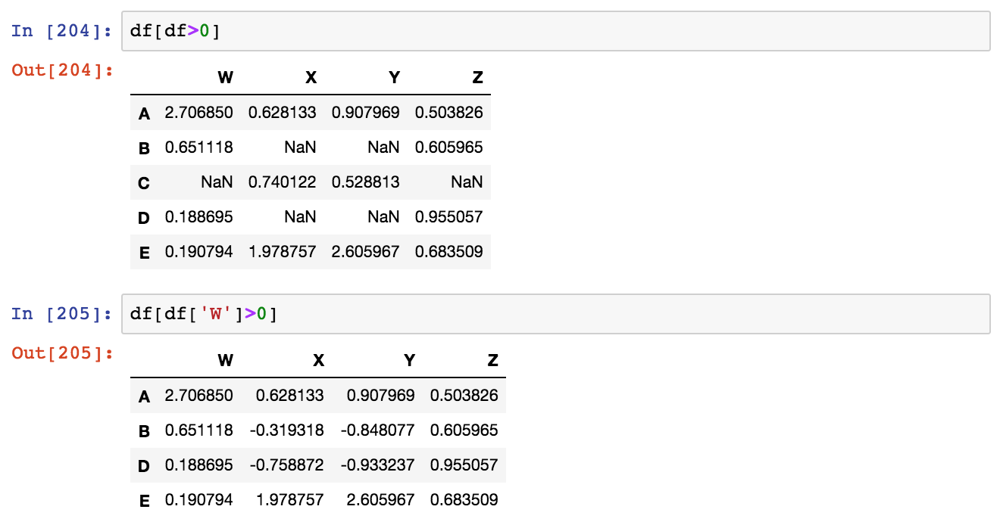 In [204]: df[df>0]
Out[204]:
W X Y Z
A 2.706850 0.628133 0.907969 0.503826
B 0.651118 NaN NaN 0.605965
C NaN 0.740122 0.528813 NaN
D 0.188695 NaN NaN 0.955057
E 0.190794 1.978757 2.605967 0.683509
In [205]: df[df['W']>0]
Out[205]:
W X Y Z
A 2.706850 0.628133 0.907969 0.503826
B 0.651118 -0.319318 -0.848077 0.605965
D 0.188695 -0.758872 -0.933237 0.955057
E 0.190794 1.978757 2.605967 0.683509